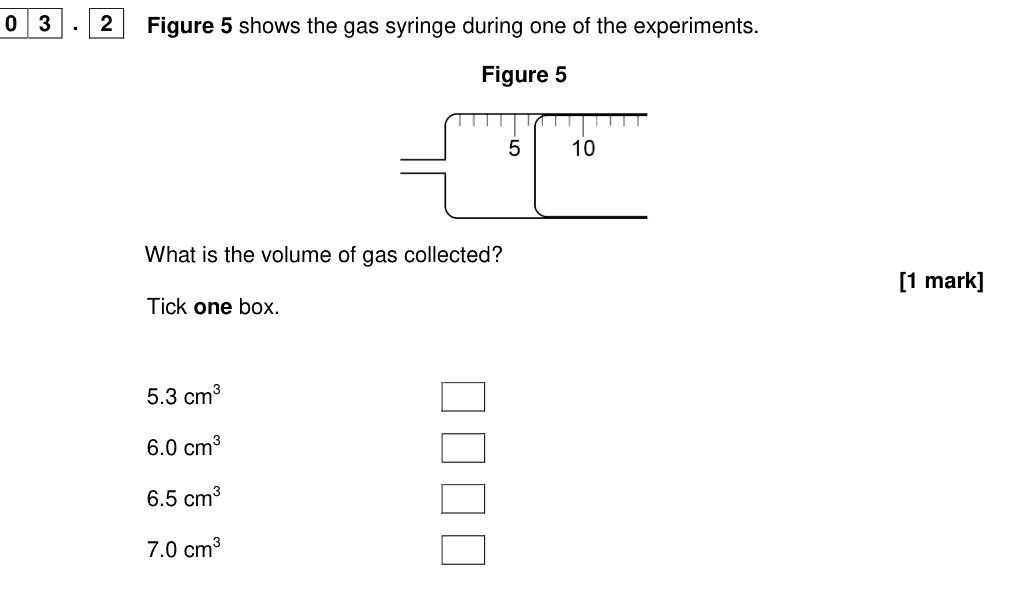 0 3 . 2 Figure 5 shows the gas syringe during one of the experiments.
Figure 5
5 10
What is the volume of gas collected?
[1 mark]
Tick one box.
5.3 cm³
6.0 cm³
6.5 cm³
7.0 cm³